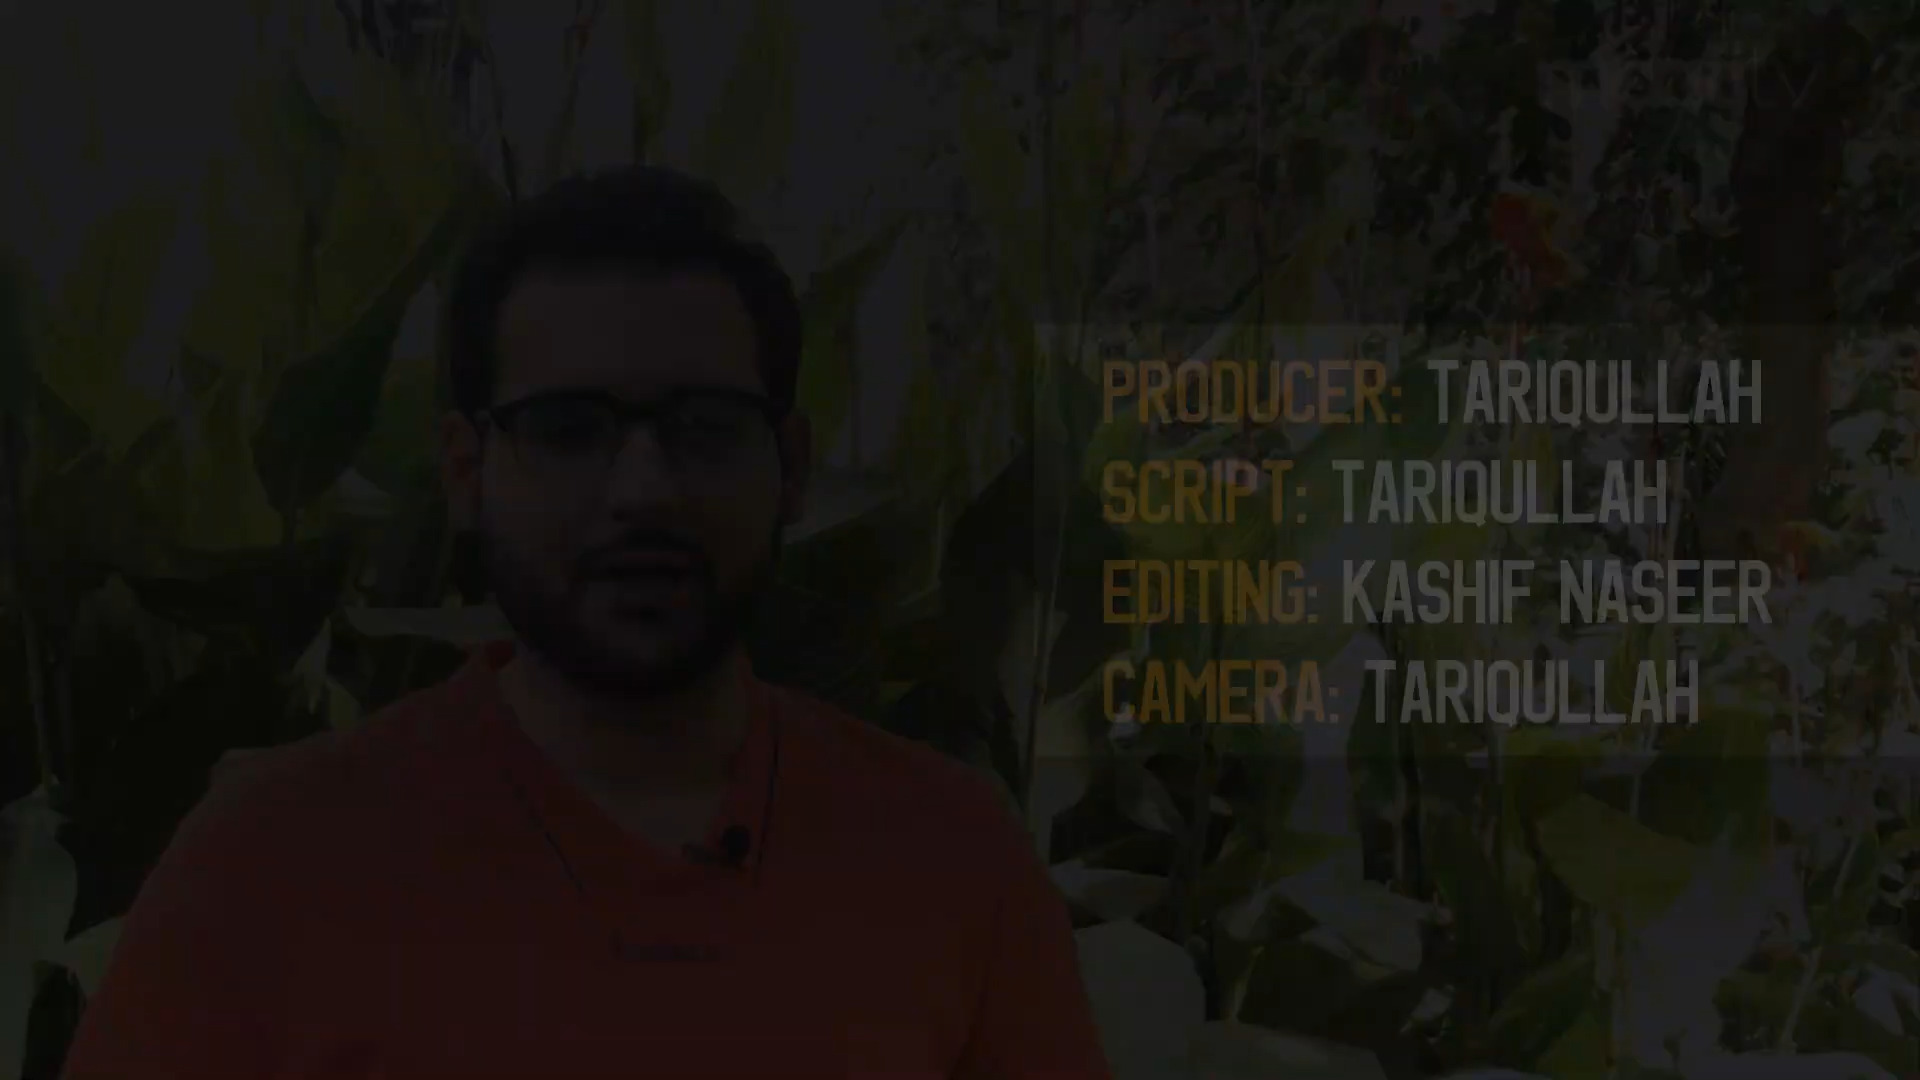 PRODUCER: TARIQULLAH
SCRIPT: TARIQULLAH
EDITING: KASHIF NASEER
CAMERA: TARIQULLAH